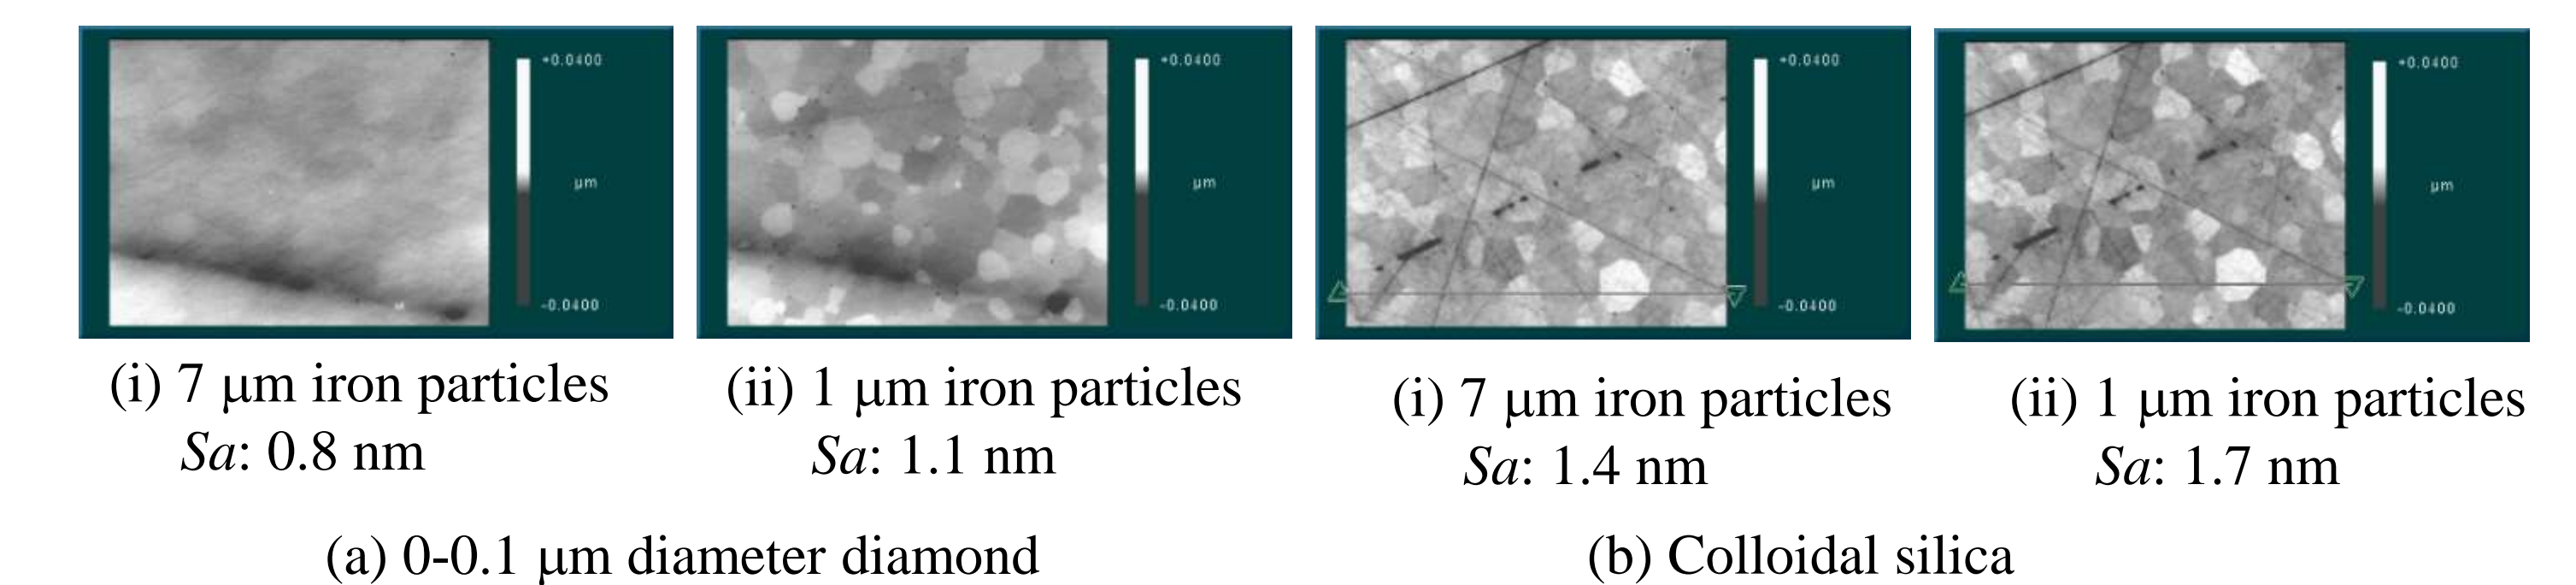 +0.0400
µm
-0.0400
+0.0400
µm
-0.0400
+0.0400
µm
-0.0400
+0.0400
µm
-0.0400
(i) 7 µm iron particles
Sa: 0.8 nm
(ii) 1 µm iron particles
Sa: 1.1 nm
(i) 7 µm iron particles
Sa: 1.4 nm
(ii) 1 µm iron particles
Sa: 1.7 nm
(a) 0-0.1 µm diameter diamond
(b) Colloidal silica